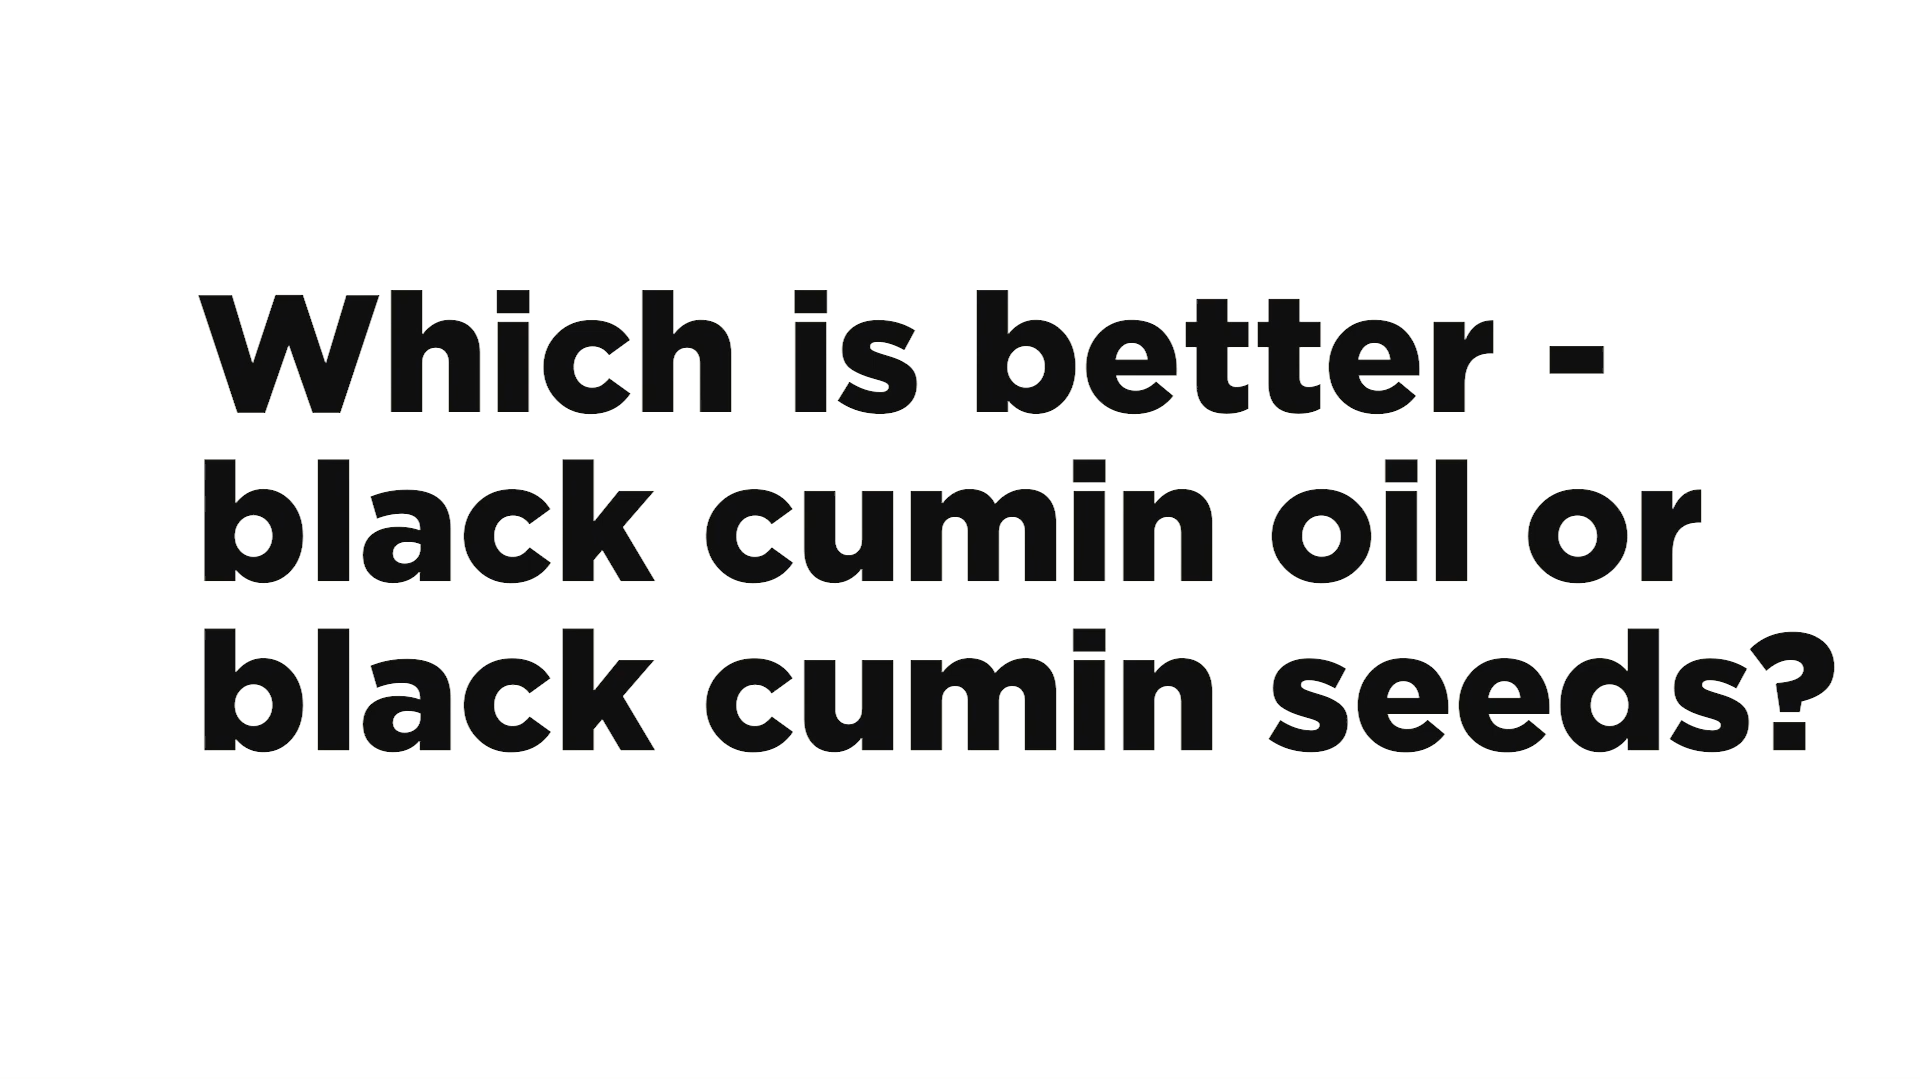 Which is better -
black cumin oil or
black cumin seeds?